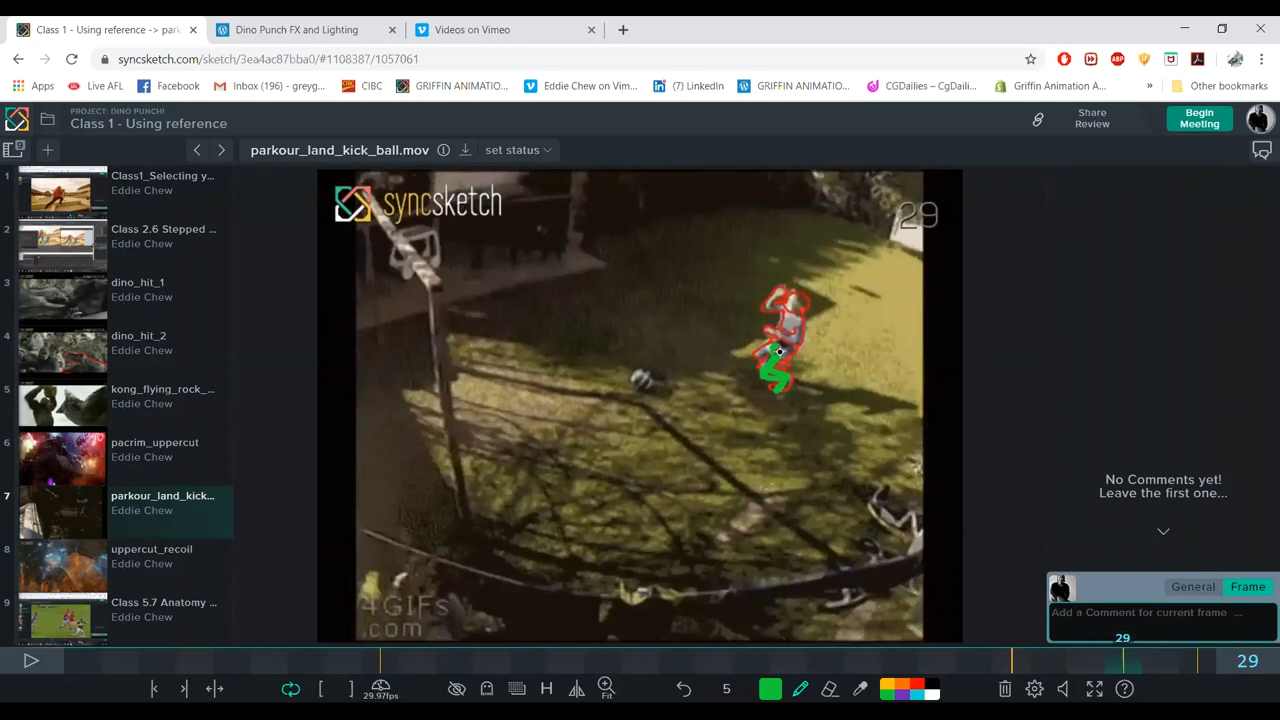 Class 1 - Using reference -> park
Dino Punch FX and Lighting
Videos on Vimeo
syncsketch.com/sketch/3ea4ac87bba0/#1108387/1057061
Apps
Live AFL
Facebook
Inbox (196) - greyg...
CIBC
GRIFFIN ANIMATIO...
Eddie Chew on Vim...
(7) LinkedIn
GRIFFIN ANIMATIO...
CGDailies – CgDaili...
Griffin Animation A...
»
Other bookmarks
PROJECT: DINO PUNCH!
Class 1 - Using reference
Share
Review
Begin
Meeting
parkour_land_kick_ball.mov
set status
1
Class1_Selecting y...
Eddie Chew
2
Class 2.6 Stepped ...
Eddie Chew
3
dino_hit_1
Eddie Chew
4
dino_hit_2
Eddie Chew
5
kong_flying_rock_...
Eddie Chew
6
pacrim_uppercut
Eddie Chew
7
parkour_land_kick...
Eddie Chew
8
uppercut_recoil
Eddie Chew
9
Class 5.7 Anatomy ...
Eddie Chew
syncsketch
29
4GIFs
.com
No Comments yet!
Leave the first one...
General
Frame
Add a Comment for current frame ...
29
29
29.97fps
H
Fit
5